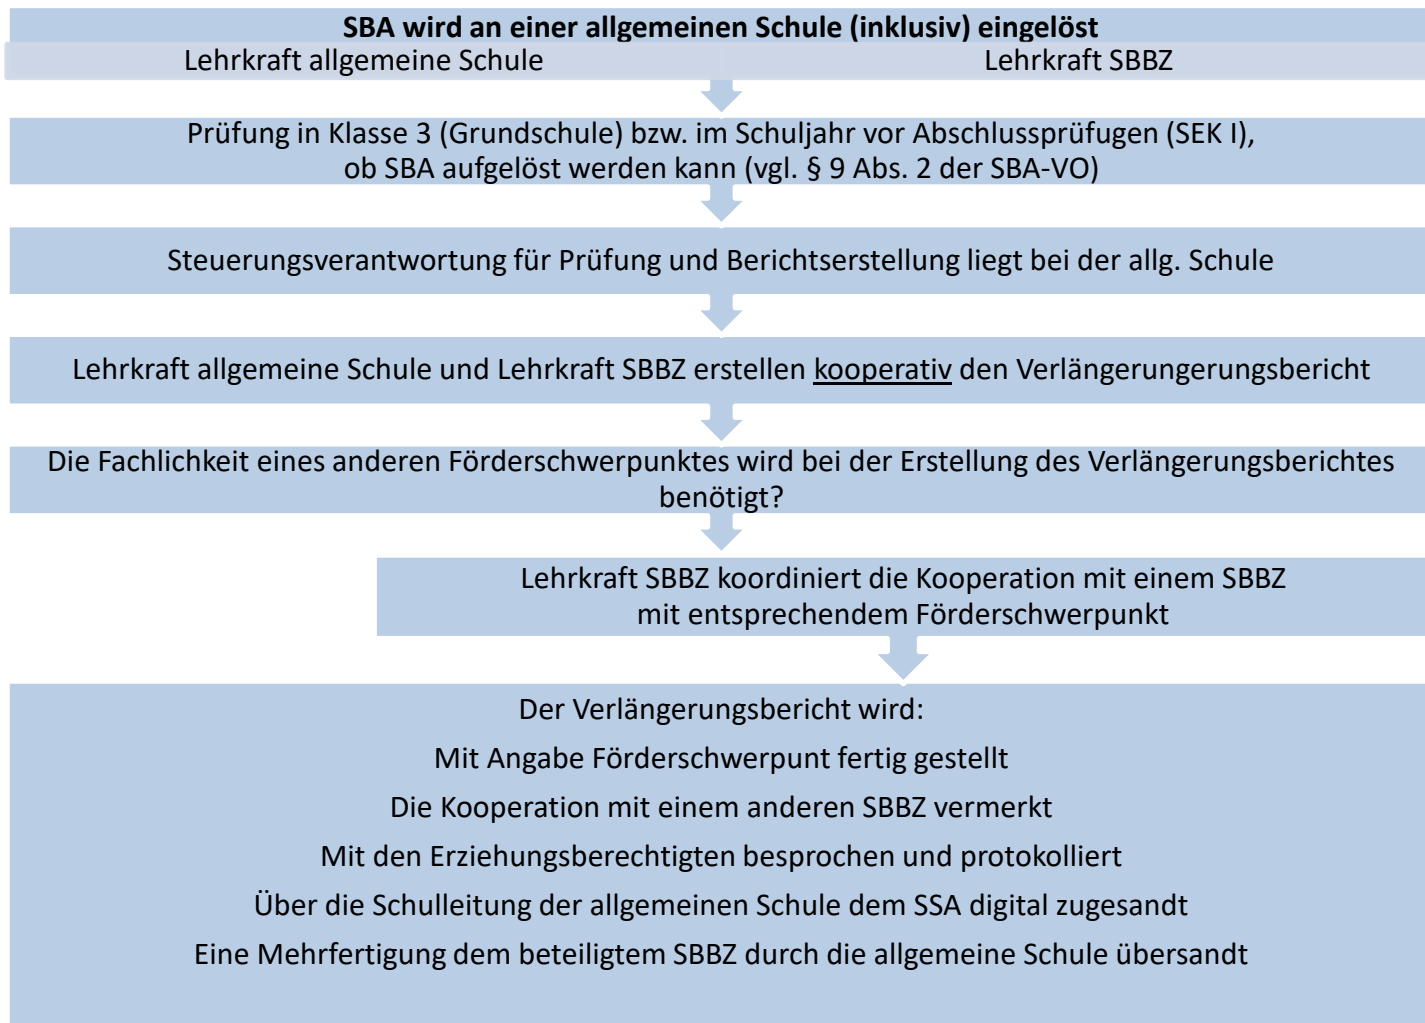 SBA wird an einer allgemeinen Schule (inklusiv) eingelöst
Lehrkraft allgemeine Schule
Lehrkraft SBBZ
Prüfung in Klasse 3 (Grundschule) bzw. im Schuljahr vor Abschlussprüfugen (SEK I),
ob SBA aufgelöst werden kann (vgl. § 9 Abs. 2 der SBA-VO)
Steuerungsverantwortung für Prüfung und Berichtserstellung liegt bei der allg. Schule
Lehrkraft allgemeine Schule und Lehrkraft SBBZ erstellen kooperativ den Verlängerungerungsbericht
Die Fachlichkeit eines anderen Förderschwerpunktes wird bei der Erstellung des Verlängerungsberichtes
benötigt?
Lehrkraft SBBZ koordiniert die Kooperation mit einem SBBZ
mit entsprechendem Förderschwerpunkt
Der Verlängerungsbericht wird:
Mit Angabe Förderschwerpunt fertig gestellt
Die Kooperation mit einem anderen SBBZ vermerkt
Mit den Erziehungsberechtigten besprochen und protokolliert
Über die Schulleitung der allgemeinen Schule dem SSA digital zugesandt
Eine Mehrfertigung dem beteiligtem SBBZ durch die allgemeine Schule übersandt